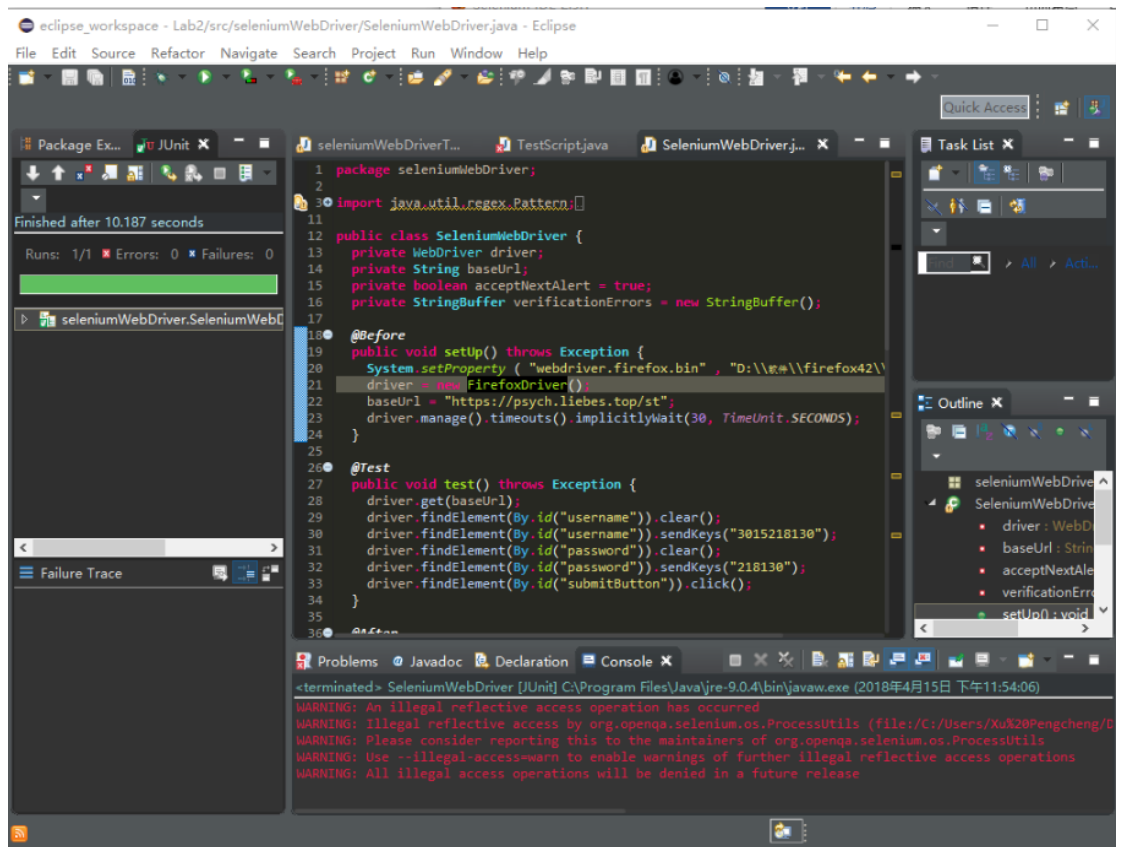 eclipse_workspace - Lab2/src/seleniumWebDriver/SeleniumWebDriver.java - Eclipse
File Edit Source Refactor Navigate Search Project Run Window Help
Quick Access
Package Ex... JUnit
Finished after 10.187 seconds
Runs: 1/1 Errors: 0 Failures: 0
seleniumWebDriver.SeleniumWebD
Failure Trace
seleniumWebDriverT... TestScript.java SeleniumWebDriver.j...
1 package seleniumWebDriver;
2
3 import java.util.regex.Pattern;
11
12 public class SeleniumWebDriver {
13 private WebDriver driver;
14 private String baseUrl;
15 private boolean acceptNextAlert = true;
16 private StringBuffer verificationErrors = new StringBuffer();
17
18 @Before
19 public void setUp() throws Exception {
20 System.setProperty ( "webdriver.firefox.bin" , "D:\\软件\\firefox42\\
21 driver = new FirefoxDriver();
22 baseUrl = "https://psych.liebes.top/st";
23 driver.manage().timeouts().implicitlyWait(30, TimeUnit.SECONDS);
24 }
25
26 @Test
27 public void test() throws Exception {
28 driver.get(baseUrl);
29 driver.findElement(By.id("username")).clear();
30 driver.findElement(By.id("username")).sendKeys("3015218130");
31 driver.findElement(By.id("password")).clear();
32 driver.findElement(By.id("password")).sendKeys("218130");
33 driver.findElement(By.id("submitButton")).click();
34 }
35
36 @After
Task List
Find All Acti...
Outline
seleniumWebDrive
SeleniumWebDrive
driver : WebD
baseUrl : Strin
acceptNextAle
verificationErro
setUp() : void
Problems Javadoc Declaration Console
<terminated> SeleniumWebDriver [JUnit] C:\Program Files\Java\jre-9.0.4\bin\javaw.exe (2018年4月15日 下午11:54:06)
WARNING: An illegal reflective access operation has occurred
WARNING: Illegal reflective access by org.openqa.selenium.os.ProcessUtils (file:/C:/Users/Xu%20Pengcheng/D
WARNING: Please consider reporting this to the maintainers of org.openqa.selenium.os.ProcessUtils
WARNING: Use --illegal-access=warn to enable warnings of further illegal reflective access operations
WARNING: All illegal access operations will be denied in a future release